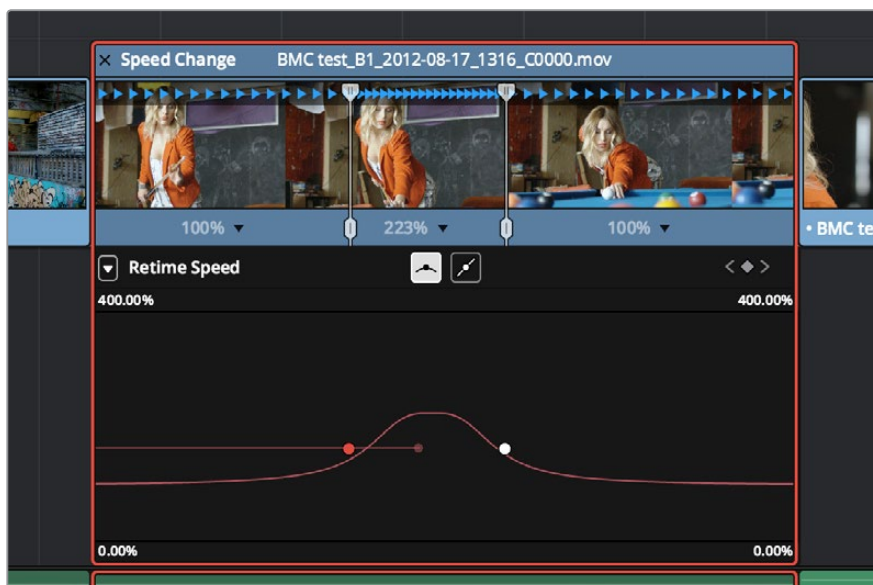 × Speed Change BMC test_B1_2012-08-17_1316_C0000.mov
100% 223% 100%
• BMC te
Retime Speed
400.00% 400.00%
0.00% 0.00%